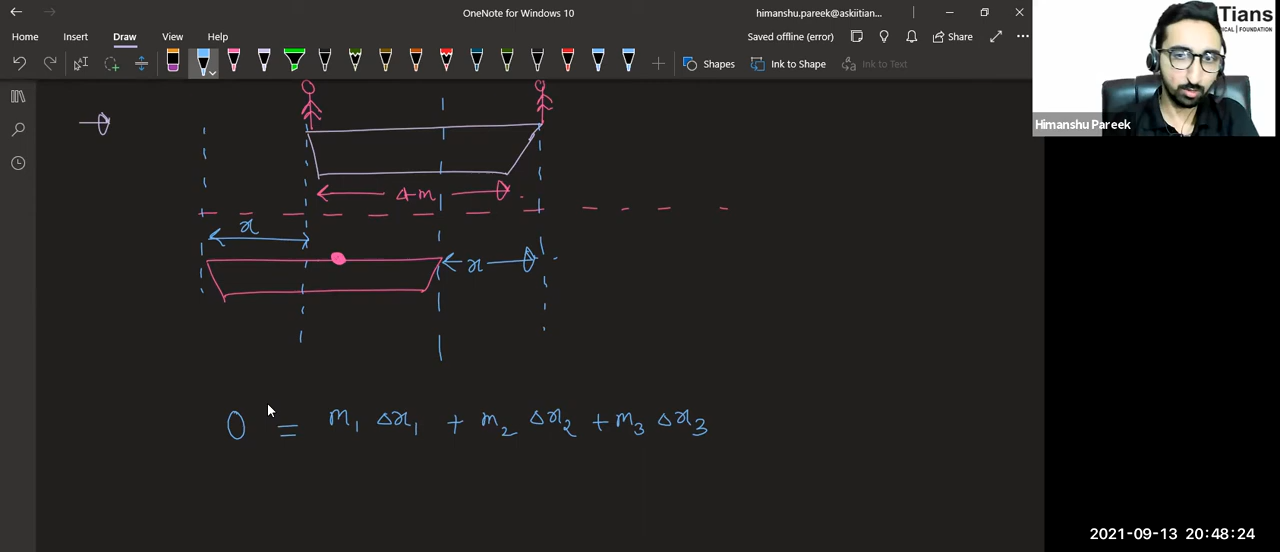 OneNote for Windows 10
himanshu.pareek@askiitian...
Home Insert Draw View Help
Saved offline (error)
Share
Shapes
Ink to Shape
Ink to Text
Tians
ICAL | FOUNDATION
Himanshu Pareek
4m
x
x
0 = m₁ Δx₁ + m₂ Δx₂ + m₃ Δx₃
2021-09-13 20:48:24